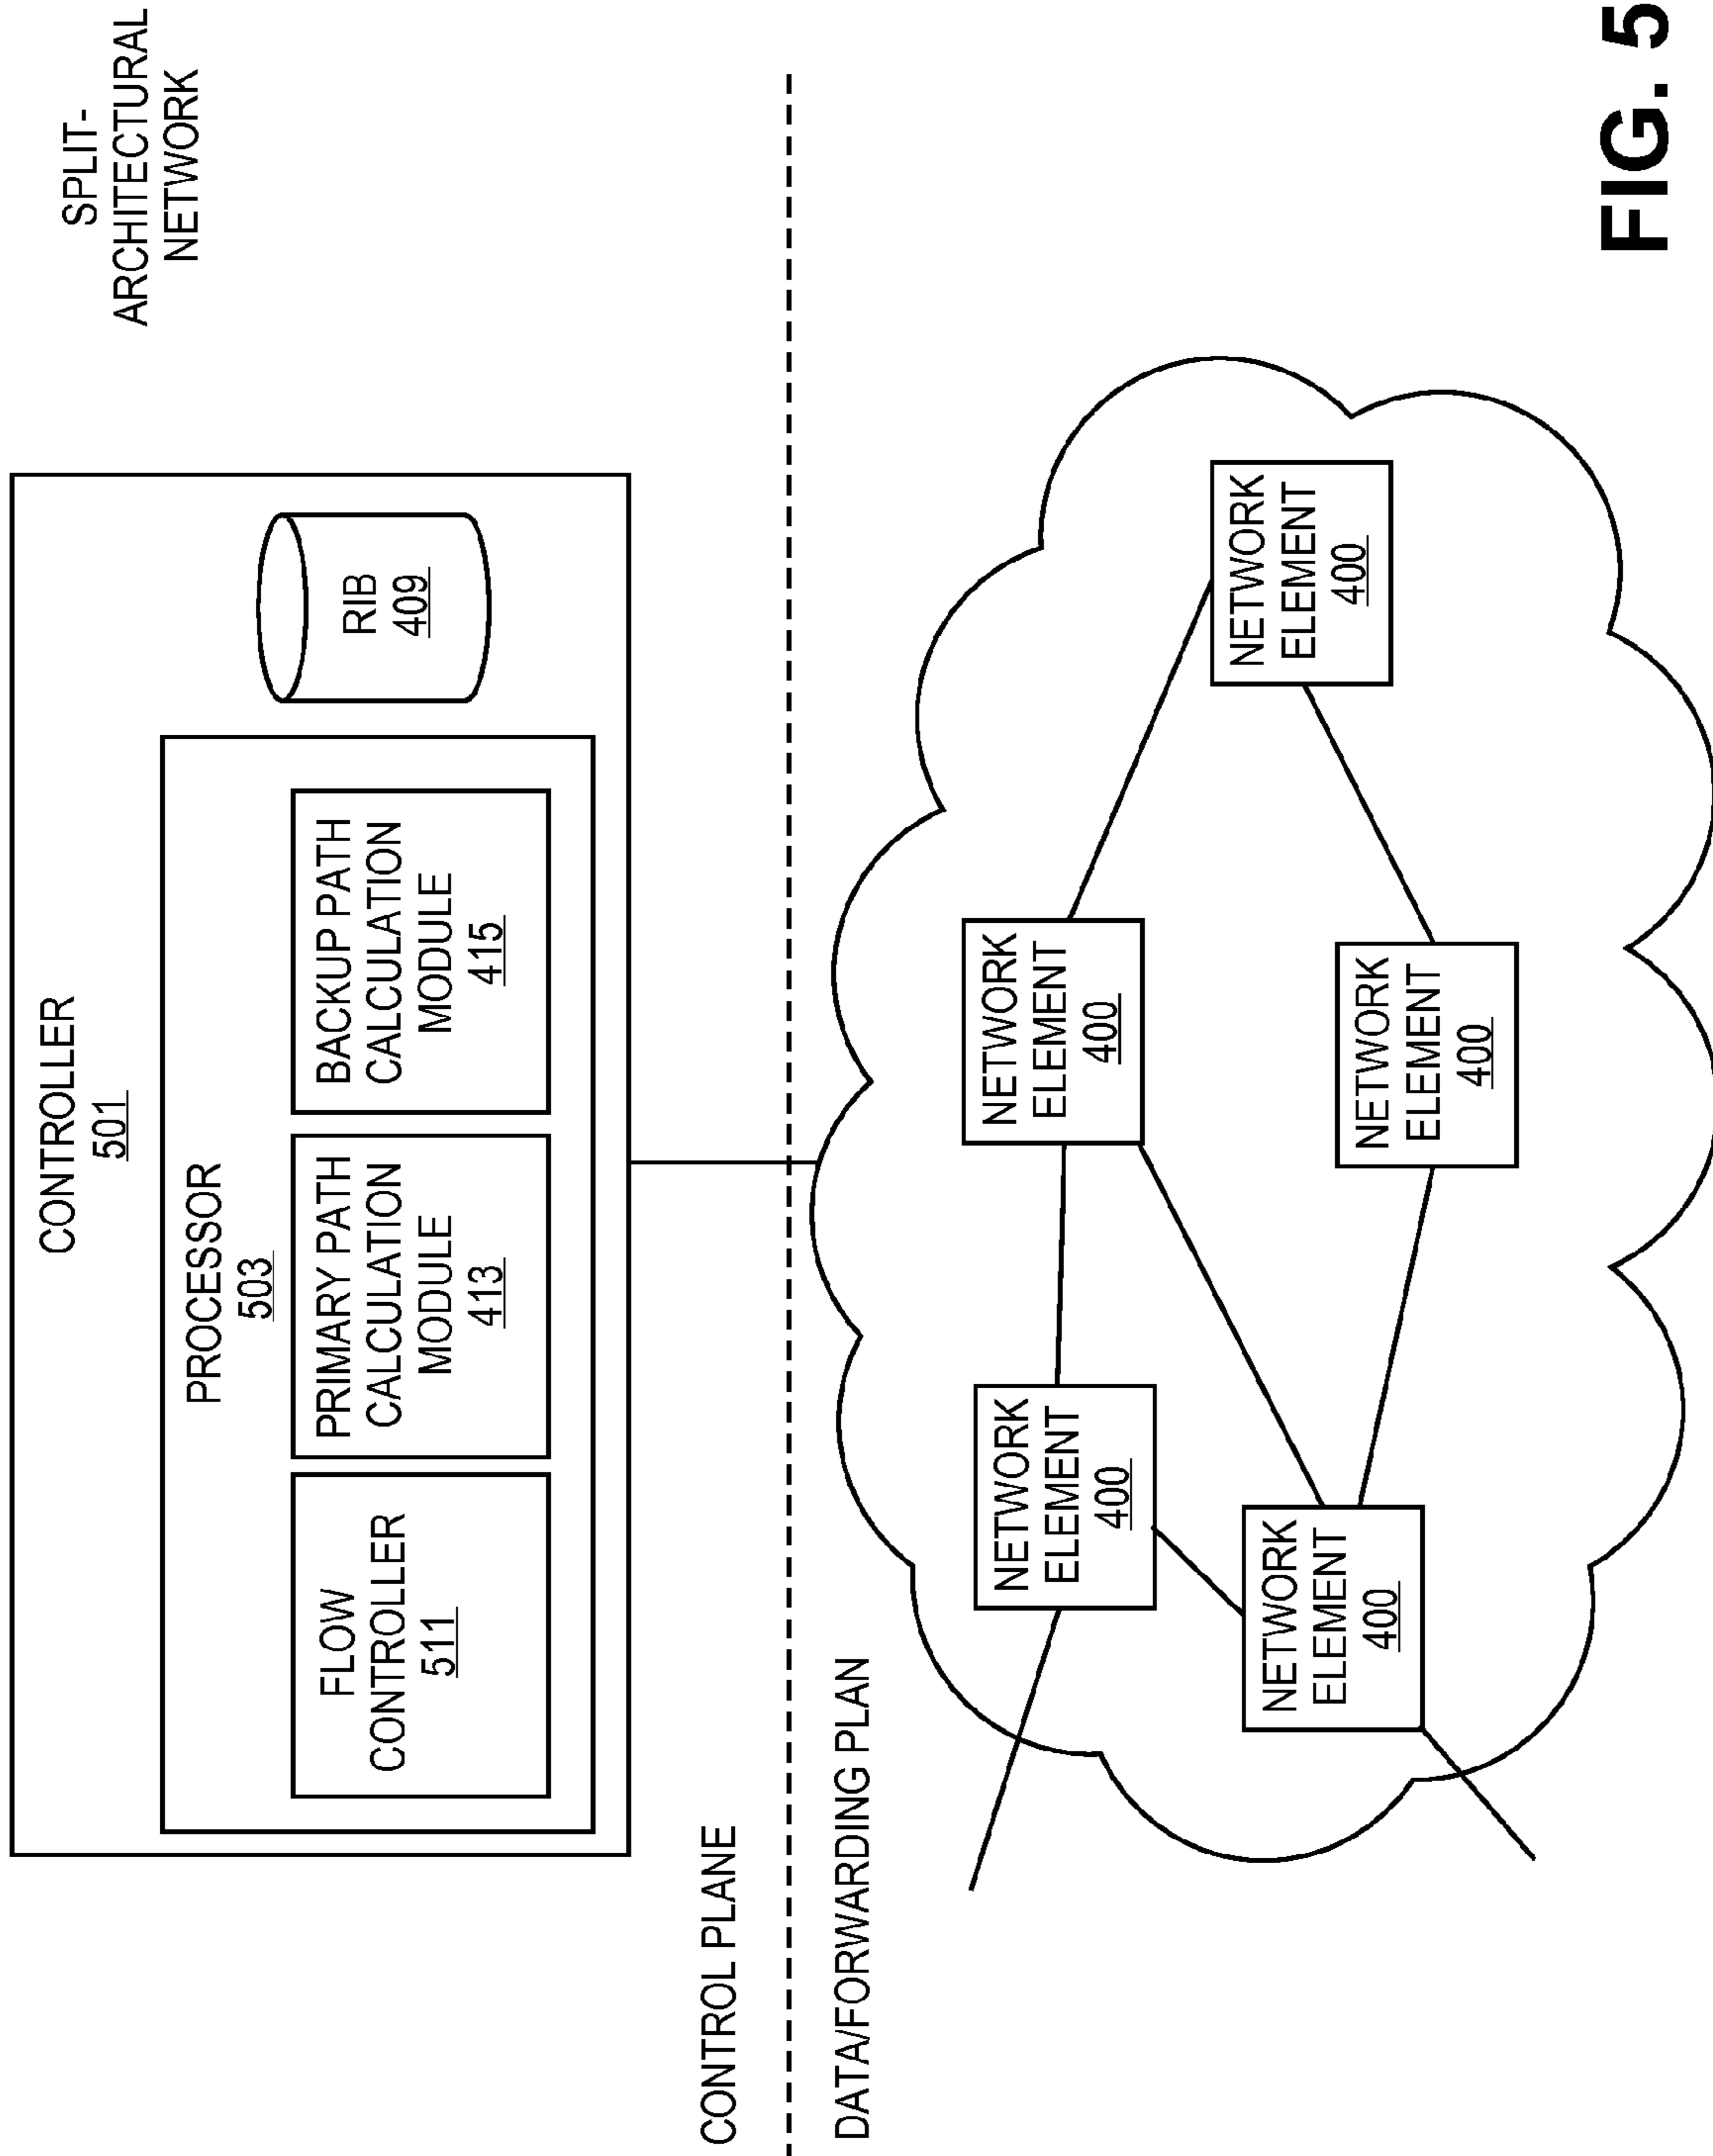 SPLIT-
ARCHITECTURAL
NETWORK
CONTROLLER
501
PROCESSOR
503
FLOW
CONTROLLER
511
PRIMARY PATH
CALCULATION
MODULE
413
BACKUP PATH
CALCULATION
MODULE
415
RIB
409
CONTROL PLANE
DATA/FORWARDING PLAN
NETWORK
ELEMENT
400
NETWORK
ELEMENT
400
NETWORK
ELEMENT
400
NETWORK
ELEMENT
400
NETWORK
ELEMENT
400
FIG. 5